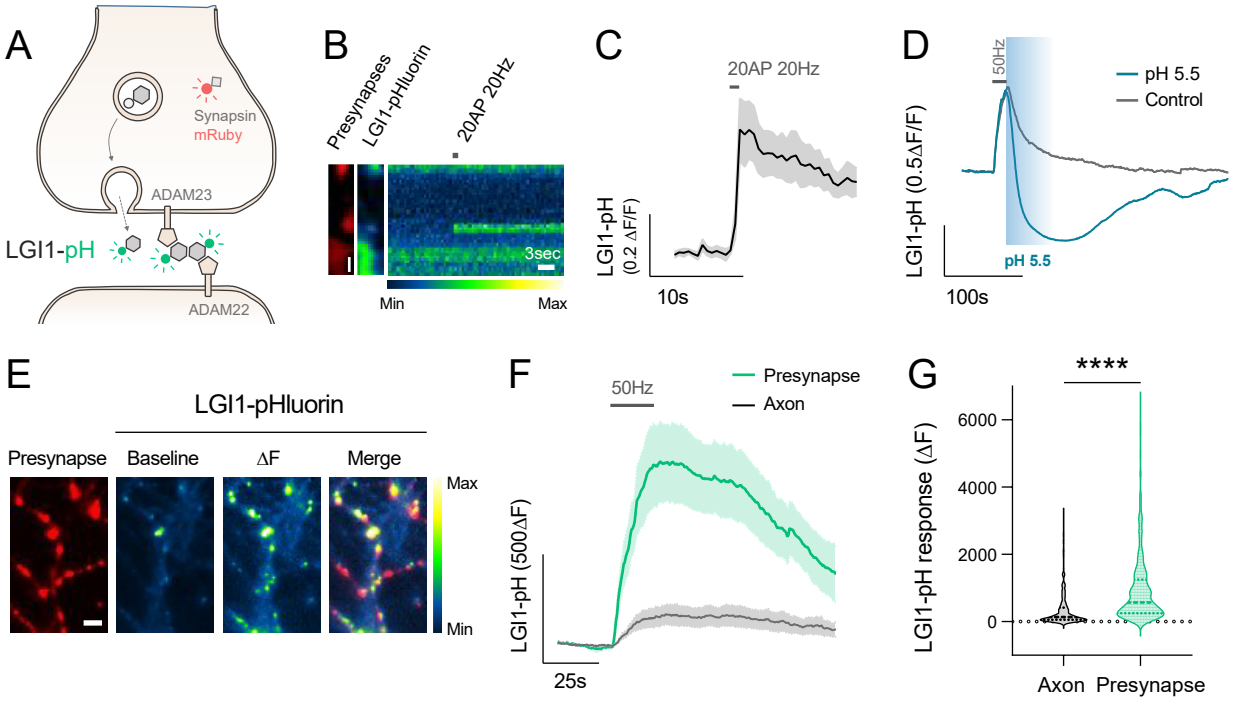 A
Synapsin
mRuby
ADAM23
LGI1-pH
ADAM22
B
Presynapses
LGI1-pHluorin
20AP 20Hz
3sec
Min
Max
C
20AP 20Hz
LGI1-pH
(0.2 ΔF/F)
10s
D
50Hz
pH 5.5
Control
LGI1-pH (0.5ΔF/F)
pH 5.5
100s
E
LGI1-pHluorin
Presynapse
Baseline
ΔF
Merge
Max
Min
F
50Hz
Presynapse
Axon
LGI1-pH (500ΔF)
25s
G
****
LGI1-pH response (ΔF)
6000
4000
2000
0
Axon
Presynapse